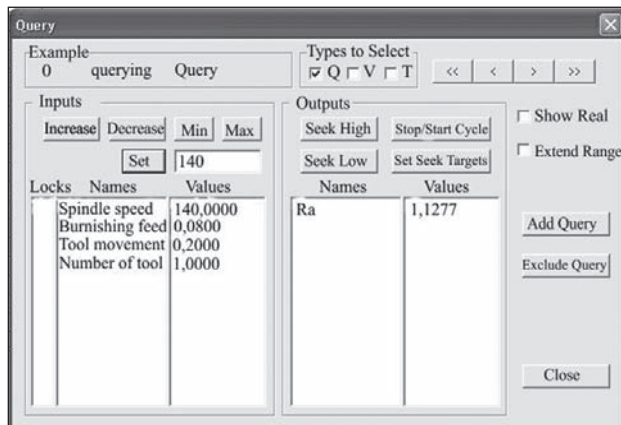 Query
Example
0 querying Query
Types to Select
Q V T
<< < > >>
Inputs
Increase Decrease Min Max
Set 140
Locks Names Values
Spindle speed 140,0000
Burnishing feed 0,0800
Tool movement 0,2000
Number of tool 1,0000
Outputs
Seek High Stop/Start Cycle
Seek Low Set Seek Targets
Names Values
Ra 1,1277
Show Real
Extend Range
Add Query
Exclude Query
Close